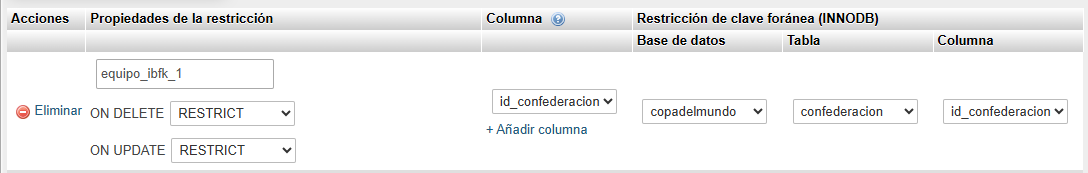 Acciones Propiedades de la restricción Columna Restricción de clave foránea (INNODB)
Base de datos Tabla Columna
equipo_ibfk_1
Eliminar ON DELETE RESTRICT id_confederacion copadelmundo confederacion id_confederacion
+ Añadir columna
ON UPDATE RESTRICT